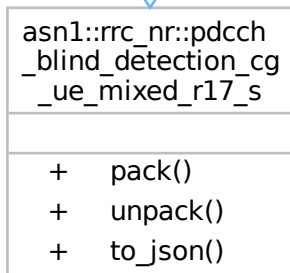 asn1::rrc_nr::pdcch
_blind_detection_cg
_ue_mixed_r17_s
+ pack()
+ unpack()
+ to_json()